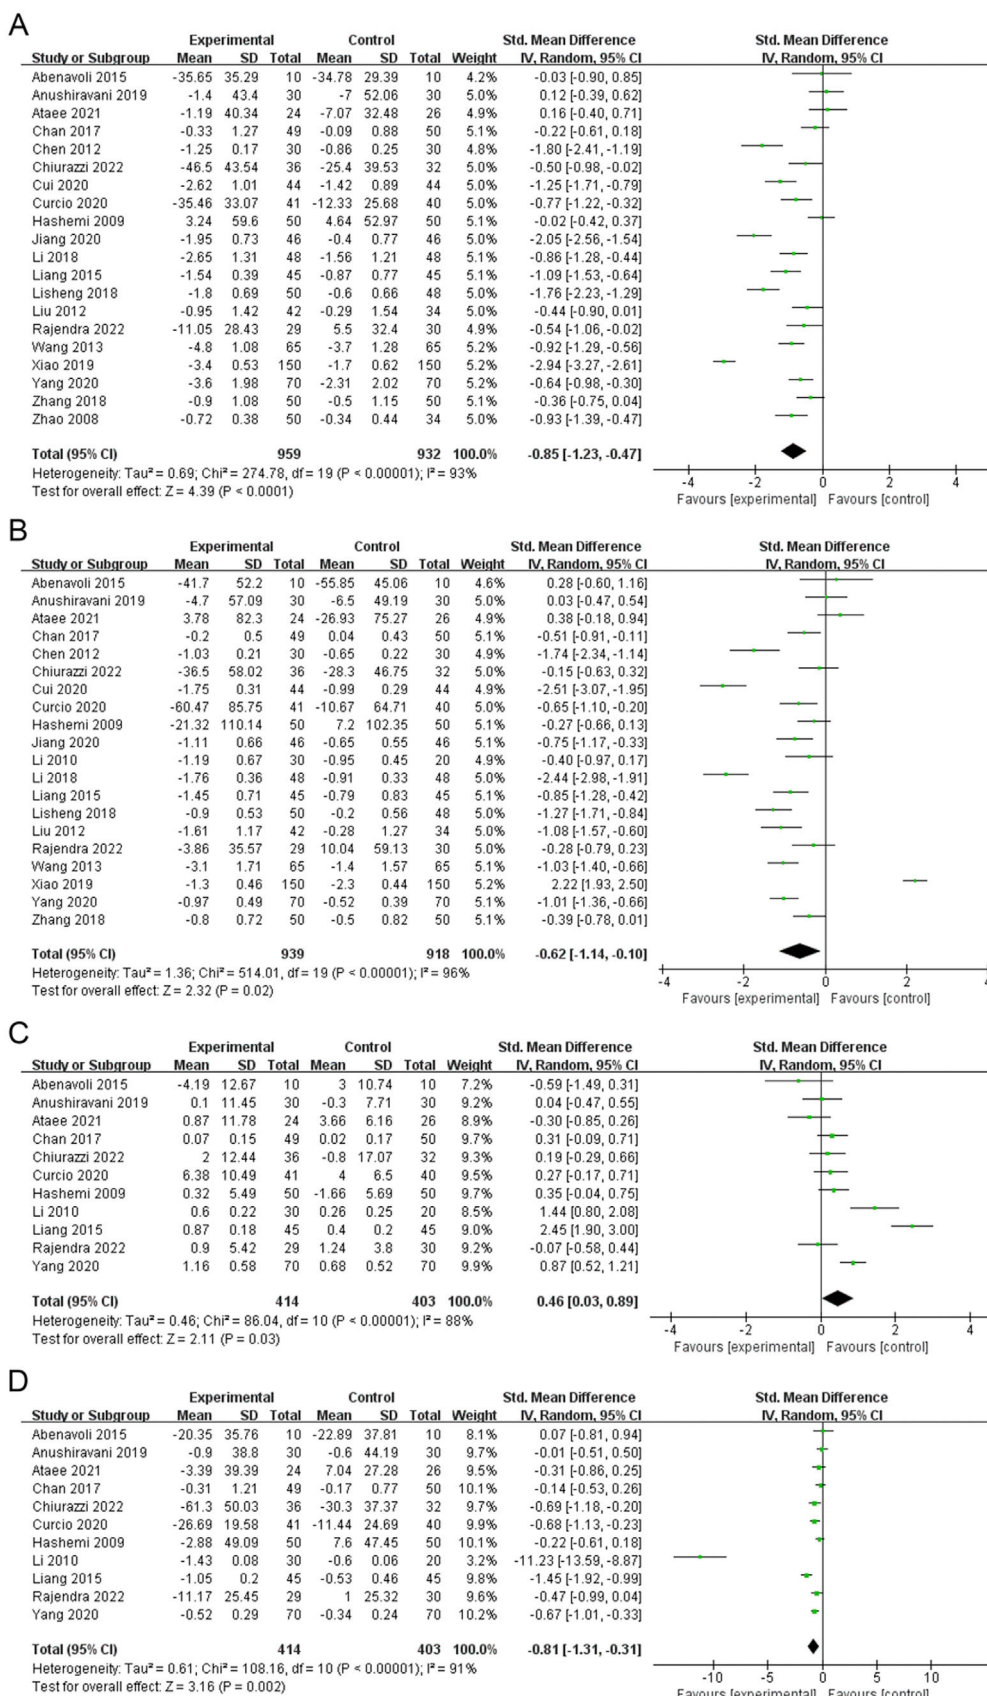 A
Experimental Control Std. Mean Difference Std. Mean Difference
Study or Subgroup Mean SD Total Mean SD Total Weight IV, Random, 95% CI IV, Random, 95% CI
Abenavoli 2015 -35.65 35.29 10 -34.78 29.39 10 4.2% -0.03 [-0.90, 0.85]
Anushiravani 2019 -1.4 43.4 30 -7 52.06 30 4.9% 0.12 [-0.39, 0.62]
Ataee 2021 -1.19 40.34 24 -7.07 32.48 26 4.9% 0.16 [-0.40, 0.71]
Chan 2017 -0.33 1.27 49 -0.09 0.88 50 5.1% -0.22 [-0.61, 0.18]
Chen 2012 -1.25 0.17 30 -0.86 0.25 30 4.8% -1.80 [-2.41, -1.19]
Chiurazzi 2022 -46.5 43.54 36 -25.4 39.53 32 5.0% -0.50 [-0.98, -0.02]
Cui 2020 -2.62 1.01 44 -1.42 0.89 44 5.0% -1.25 [-1.71, -0.79]
Curcio 2020 -35.46 33.07 41 -12.33 25.68 40 5.0% -0.77 [-1.22, -0.32]
Hashemi 2009 3.24 59.6 50 4.64 52.97 50 5.1% -0.02 [-0.42, 0.37]
Jiang 2020 -1.95 0.73 46 -0.4 0.77 46 5.0% -2.05 [-2.56, -1.54]
Li 2018 -2.65 1.31 48 -1.56 1.21 48 5.1% -0.86 [-1.28, -0.44]
Liang 2015 -1.54 0.39 45 -0.87 0.77 45 5.0% -1.09 [-1.53, -0.64]
Lisheng 2018 -1.8 0.69 50 -0.6 0.66 48 5.0% -1.76 [-2.23, -1.29]
Liu 2012 -0.95 1.42 42 -0.29 1.54 34 5.0% -0.44 [-0.90, 0.01]
Rajendra 2022 -11.05 28.43 29 5.5 32.4 30 4.9% -0.54 [-1.06, -0.02]
Wang 2013 -4.8 1.08 65 -3.7 1.28 65 5.1% -0.92 [-1.29, -0.56]
Xiao 2019 -3.4 0.53 150 -1.7 0.62 150 5.2% -2.94 [-3.27, -2.61]
Yang 2020 -3.6 1.98 70 -2.31 2.02 70 5.2% -0.64 [-0.98, -0.30]
Zhang 2018 -0.9 1.08 50 -0.5 1.15 50 5.1% -0.36 [-0.75, 0.04]
Zhao 2008 -0.72 0.38 50 -0.34 0.44 34 5.0% -0.93 [-1.39, -0.47]
Total (95% CI) 959 932 100.0% -0.85 [-1.23, -0.47]
Heterogeneity: Tau² = 0.69; Chi² = 274.78, df = 19 (P < 0.00001); I² = 93%
Test for overall effect: Z = 4.39 (P < 0.0001)
-4 -2 0 2 4
Favours [experimental] Favours [control]
B
Experimental Control Std. Mean Difference Std. Mean Difference
Study or Subgroup Mean SD Total Mean SD Total Weight IV, Random, 95% CI IV, Random, 95% CI
Abenavoli 2015 -41.7 52.2 10 -55.85 45.06 10 4.6% 0.28 [-0.60, 1.16]
Anushiravani 2019 -4.7 57.09 30 -6.5 49.19 30 5.0% 0.03 [-0.47, 0.54]
Ataee 2021 3.78 82.3 24 -26.93 75.27 26 4.9% 0.38 [-0.18, 0.94]
Chan 2017 -0.2 0.5 49 0.04 0.43 50 5.1% -0.51 [-0.91, -0.11]
Chen 2012 -1.03 0.21 30 -0.65 0.22 30 4.9% -1.74 [-2.34, -1.14]
Chiurazzi 2022 -36.5 58.02 36 -28.3 46.75 32 5.0% -0.15 [-0.63, 0.32]
Cui 2020 -1.75 0.31 44 -0.99 0.29 44 4.9% -2.51 [-3.07, -1.95]
Curcio 2020 -60.47 85.75 41 -10.67 64.71 40 5.0% -0.65 [-1.10, -0.20]
Hashemi 2009 -21.32 110.14 50 7.2 102.35 50 5.1% -0.27 [-0.66, 0.13]
Jiang 2020 -1.11 0.66 46 -0.65 0.55 46 5.1% -0.75 [-1.17, -0.33]
Li 2010 -1.19 0.67 30 -0.95 0.45 20 4.9% -0.40 [-0.97, 0.17]
Li 2018 -1.76 0.36 48 -0.91 0.33 48 5.0% -2.44 [-2.98, -1.91]
Liang 2015 -1.45 0.71 45 -0.79 0.83 45 5.1% -0.85 [-1.28, -0.42]
Lisheng 2018 -0.9 0.53 50 -0.2 0.56 48 5.0% -1.27 [-1.71, -0.84]
Liu 2012 -1.61 1.17 42 -0.28 1.27 34 5.0% -1.08 [-1.57, -0.60]
Rajendra 2022 -3.86 35.57 29 10.04 59.13 30 5.0% -0.28 [-0.79, 0.23]
Wang 2013 -3.1 1.71 65 -1.4 1.57 65 5.1% -1.03 [-1.40, -0.66]
Xiao 2019 -1.3 0.46 150 -2.3 0.44 150 5.2% 2.22 [1.93, 2.50]
Yang 2020 -0.97 0.49 70 -0.52 0.39 70 5.1% -1.01 [-1.36, -0.66]
Zhang 2018 -0.8 0.72 50 -0.5 0.82 50 5.1% -0.39 [-0.78, 0.01]
Total (95% CI) 939 918 100.0% -0.62 [-1.14, -0.10]
Heterogeneity: Tau² = 1.36; Chi² = 514.01, df = 19 (P < 0.00001); I² = 96%
Test for overall effect: Z = 2.32 (P = 0.02)
-4 -2 0 2 4
Favours [experimental] Favours [control]
C
Experimental Control Std. Mean Difference Std. Mean Difference
Study or Subgroup Mean SD Total Mean SD Total Weight IV, Random, 95% CI IV, Random, 95% CI
Abenavoli 2015 -4.19 12.67 10 3 10.74 10 7.2% -0.59 [-1.49, 0.31]
Anushiravani 2019 0.1 11.45 30 -0.3 7.71 30 9.2% 0.04 [-0.47, 0.55]
Ataee 2021 0.87 11.78 24 3.66 6.16 26 8.9% -0.30 [-0.85, 0.26]
Chan 2017 0.07 0.15 49 0.02 0.17 50 9.7% 0.31 [-0.09, 0.71]
Chiurazzi 2022 2 12.44 36 -0.8 17.07 32 9.3% 0.19 [-0.29, 0.66]
Curcio 2020 6.38 10.49 41 4 6.5 40 9.5% 0.27 [-0.17, 0.71]
Hashemi 2009 0.32 5.49 50 -1.66 5.69 50 9.7% 0.35 [-0.04, 0.75]
Li 2010 0.6 0.22 30 0.26 0.25 20 8.5% 1.44 [0.80, 2.08]
Liang 2015 0.87 0.18 45 0.4 0.2 45 9.0% 2.45 [1.90, 3.00]
Rajendra 2022 0.9 5.42 29 1.24 3.8 30 9.2% -0.07 [-0.58, 0.44]
Yang 2020 1.16 0.58 70 0.68 0.52 70 9.9% 0.87 [0.52, 1.21]
Total (95% CI) 414 403 100.0% 0.46 [0.03, 0.89]
Heterogeneity: Tau² = 0.46; Chi² = 86.04, df = 10 (P < 0.00001); I² = 88%
Test for overall effect: Z = 2.11 (P = 0.03)
-4 -2 0 2 4
Favours [experimental] Favours [control]
D
Experimental Control Std. Mean Difference Std. Mean Difference
Study or Subgroup Mean SD Total Mean SD Total Weight IV, Random, 95% CI IV, Random, 95% CI
Abenavoli 2015 -20.35 35.76 10 -22.89 37.81 10 8.1% 0.07 [-0.81, 0.94]
Anushiravani 2019 -0.9 38.8 30 -0.6 44.19 30 9.7% -0.01 [-0.51, 0.50]
Ataee 2021 -3.39 39.39 24 7.04 27.28 26 9.5% -0.31 [-0.86, 0.25]
Chan 2017 -0.31 1.21 49 -0.17 0.77 50 10.1% -0.14 [-0.53, 0.26]
Chiurazzi 2022 -61.3 50.03 36 -30.3 37.37 32 9.8% -0.69 [-1.18, -0.20]
Curcio 2020 -26.69 19.58 41 -11.44 24.69 40 9.9% -0.68 [-1.13, -0.23]
Hashemi 2009 -2.88 49.09 50 7.6 47.45 50 10.1% -0.22 [-0.61, 0.18]
Li 2010 -1.43 0.08 30 -0.6 0.06 20 3.2% -11.23 [-13.59, -8.87]
Liang 2015 -1.05 0.2 45 -0.53 0.46 45 9.9% -1.45 [-1.92, -0.99]
Rajendra 2022 -11.17 25.45 29 1 25.32 30 9.6% -0.47 [-0.99, 0.04]
Yang 2020 -0.52 0.29 70 -0.34 0.24 70 10.2% -0.67 [-1.01, -0.33]
Total (95% CI) 414 403 100.0% -0.81 [-1.31, -0.31]
Heterogeneity: Tau² = 0.61; Chi² = 108.16, df = 10 (P < 0.00001); I² = 91%
Test for overall effect: Z = 3.16 (P = 0.002)
-10 -5 0 5 10
Favours [experimental] Favours [control]